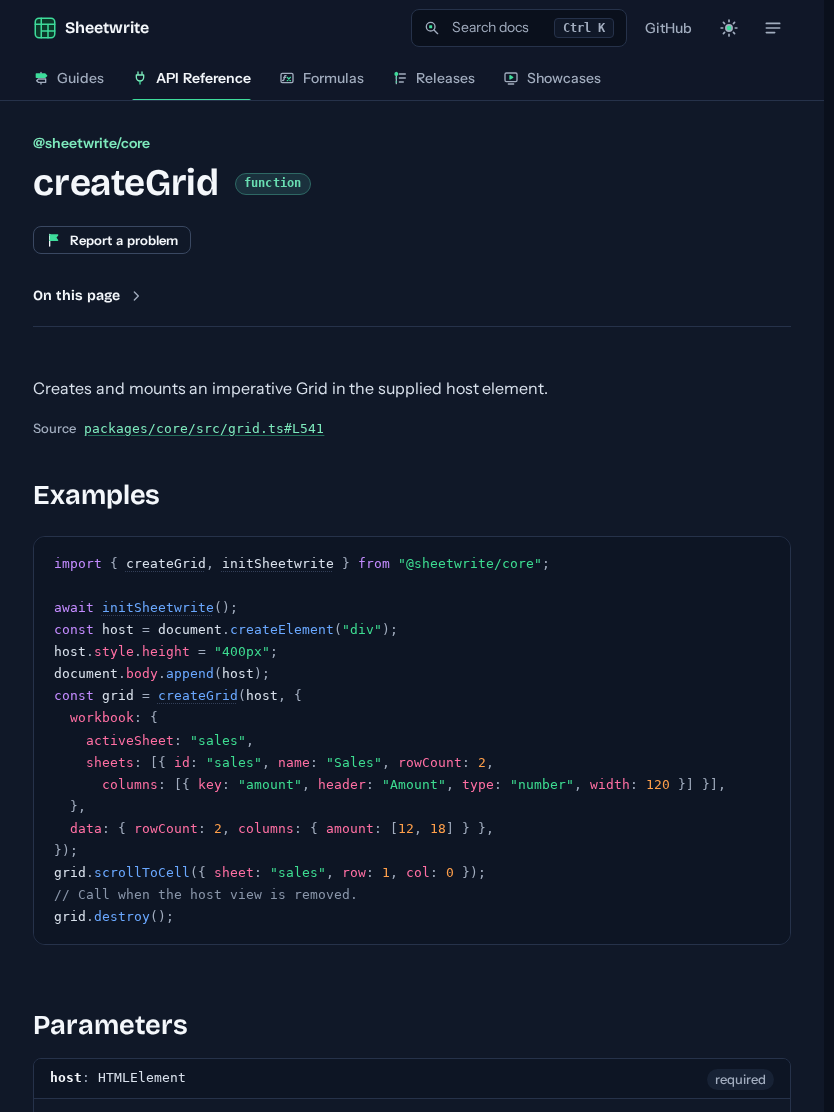 Sheetwrite
Search docs
Ctrl K
GitHub
Guides
API Reference
Formulas
Releases
Showcases
@sheetwrite/core
createGrid
function
Report a problem
On this page
Creates and mounts an imperative Grid in the supplied host element.
Source packages/core/src/grid.ts#L541
Examples
import { createGrid, initSheetwrite } from "@sheetwrite/core";

await initSheetwrite();
const host = document.createElement("div");
host.style.height = "400px";
document.body.append(host);
const grid = createGrid(host, {
  workbook: {
    activeSheet: "sales",
    sheets: [{ id: "sales", name: "Sales", rowCount: 2,
      columns: [{ key: "amount", header: "Amount", type: "number", width: 120 }] }],
  },
  data: { rowCount: 2, columns: { amount: [12, 18] } },
});
grid.scrollToCell({ sheet: "sales", row: 1, col: 0 });
// Call when the host view is removed.
grid.destroy();
Parameters
host: HTMLElement
required